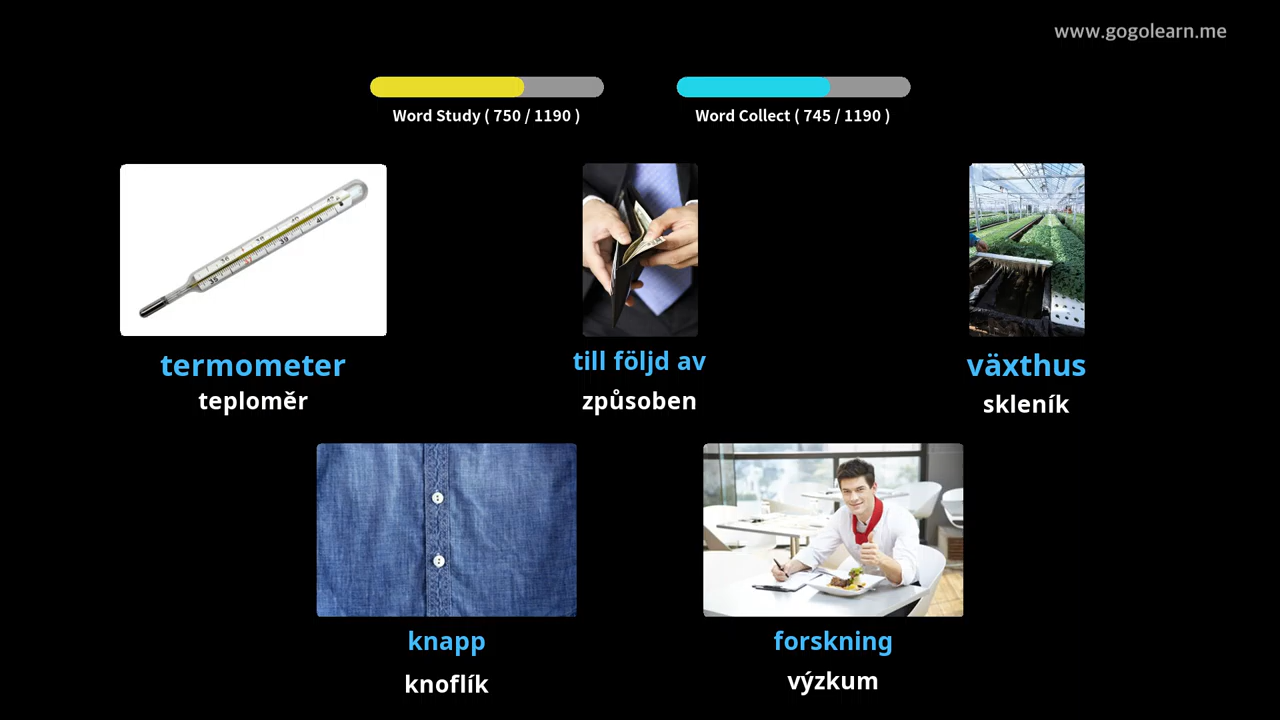 www.gogolearn.me
Word Study ( 750 / 1190 )
Word Collect ( 745 / 1190 )
termometer
teploměr
till följd av
způsoben
växthus
skleník
knapp
knoflík
forskning
výzkum